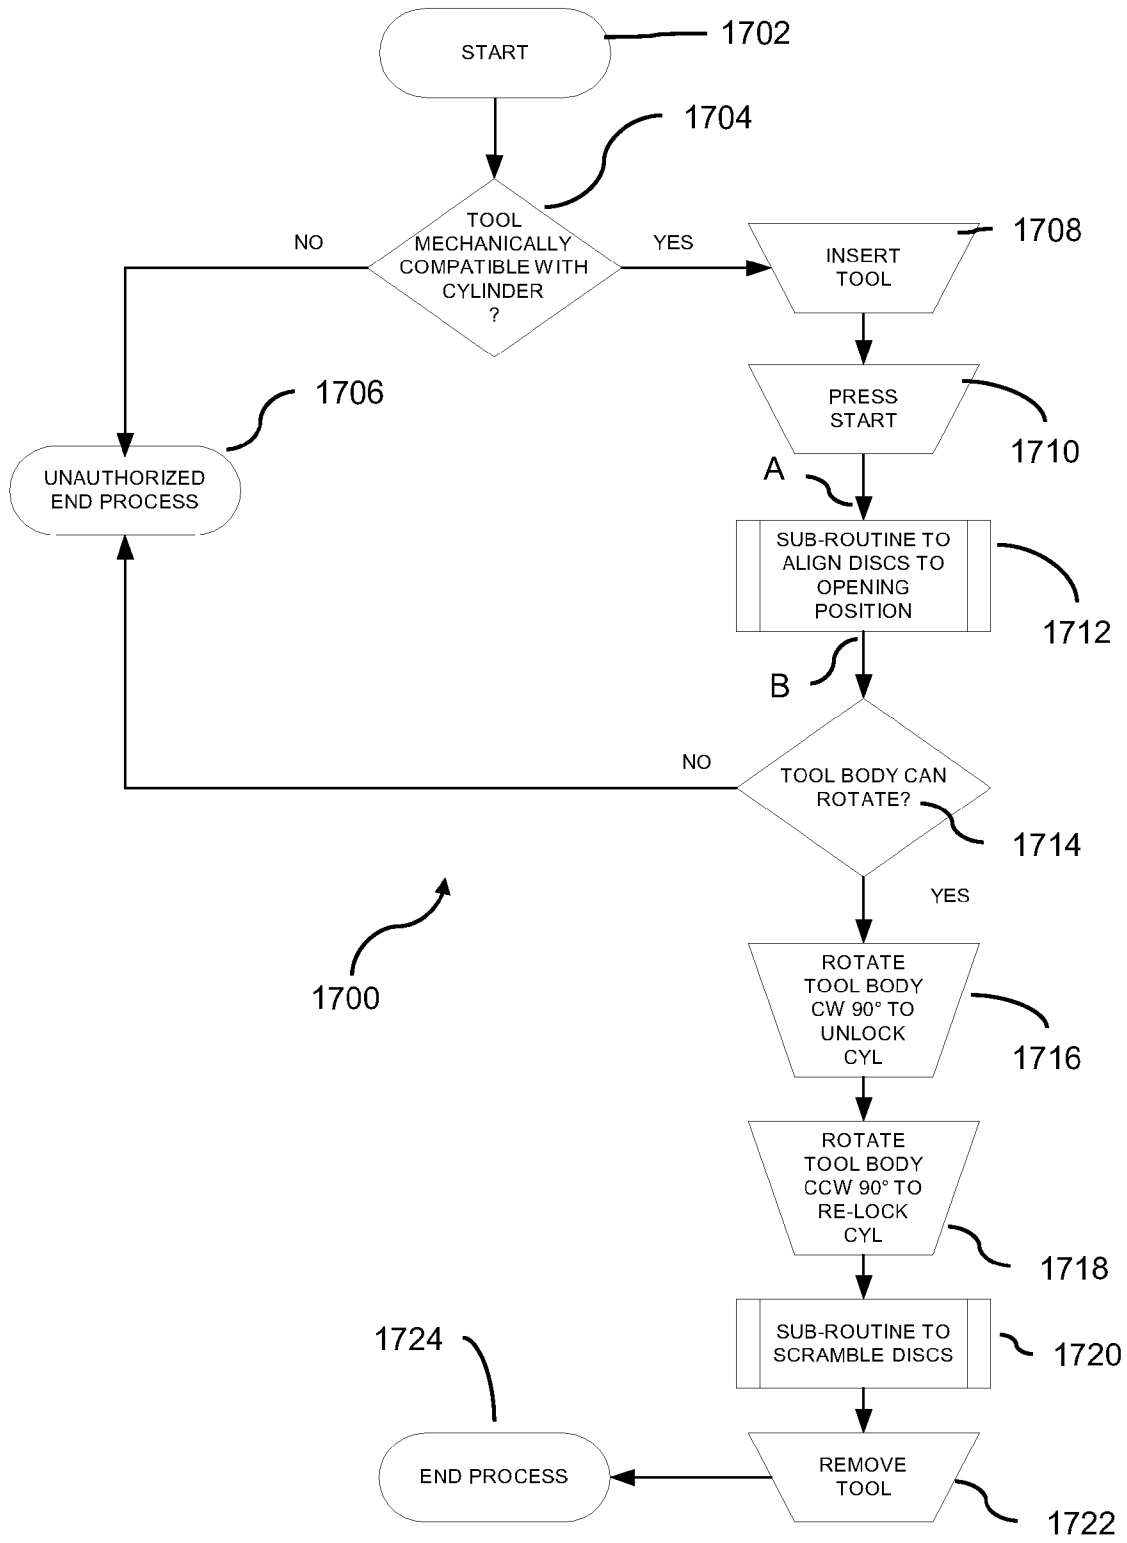 START
1702
1704
TOOL
MECHANICALLY
COMPATIBLE WITH
CYLINDER
?
NO
YES
INSERT
TOOL
1708
1706
UNAUTHORIZED
END PROCESS
PRESS
START
1710
A
SUB-ROUTINE TO
ALIGN DISCS TO
OPENING
POSITION
1712
B
NO
TOOL BODY CAN
ROTATE?
1714
YES
1700
ROTATE
TOOL BODY
CW 90° TO
UNLOCK
CYL
1716
ROTATE
TOOL BODY
CCW 90° TO
RE-LOCK
CYL
1718
SUB-ROUTINE TO
SCRAMBLE DISCS
1720
1724
END PROCESS
REMOVE
TOOL
1722